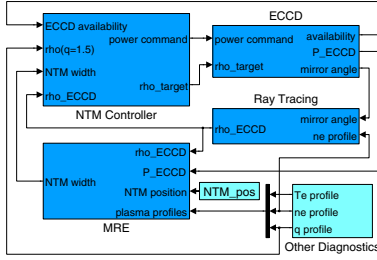 ECCD
ECCD availability
rho(q=1.5)
NTM width
rho_ECCD
power command
rho_target
NTM Controller
power command
rho_target
availability
P_ECCD
mirror angle
Ray Tracing
rho_ECCD
mirror angle
ne profile
NTM width
rho_ECCD
P_ECCD
NTM position
plasma profiles
MRE
NTM_pos
Te profile
ne profile
q profile
Other Diagnostics